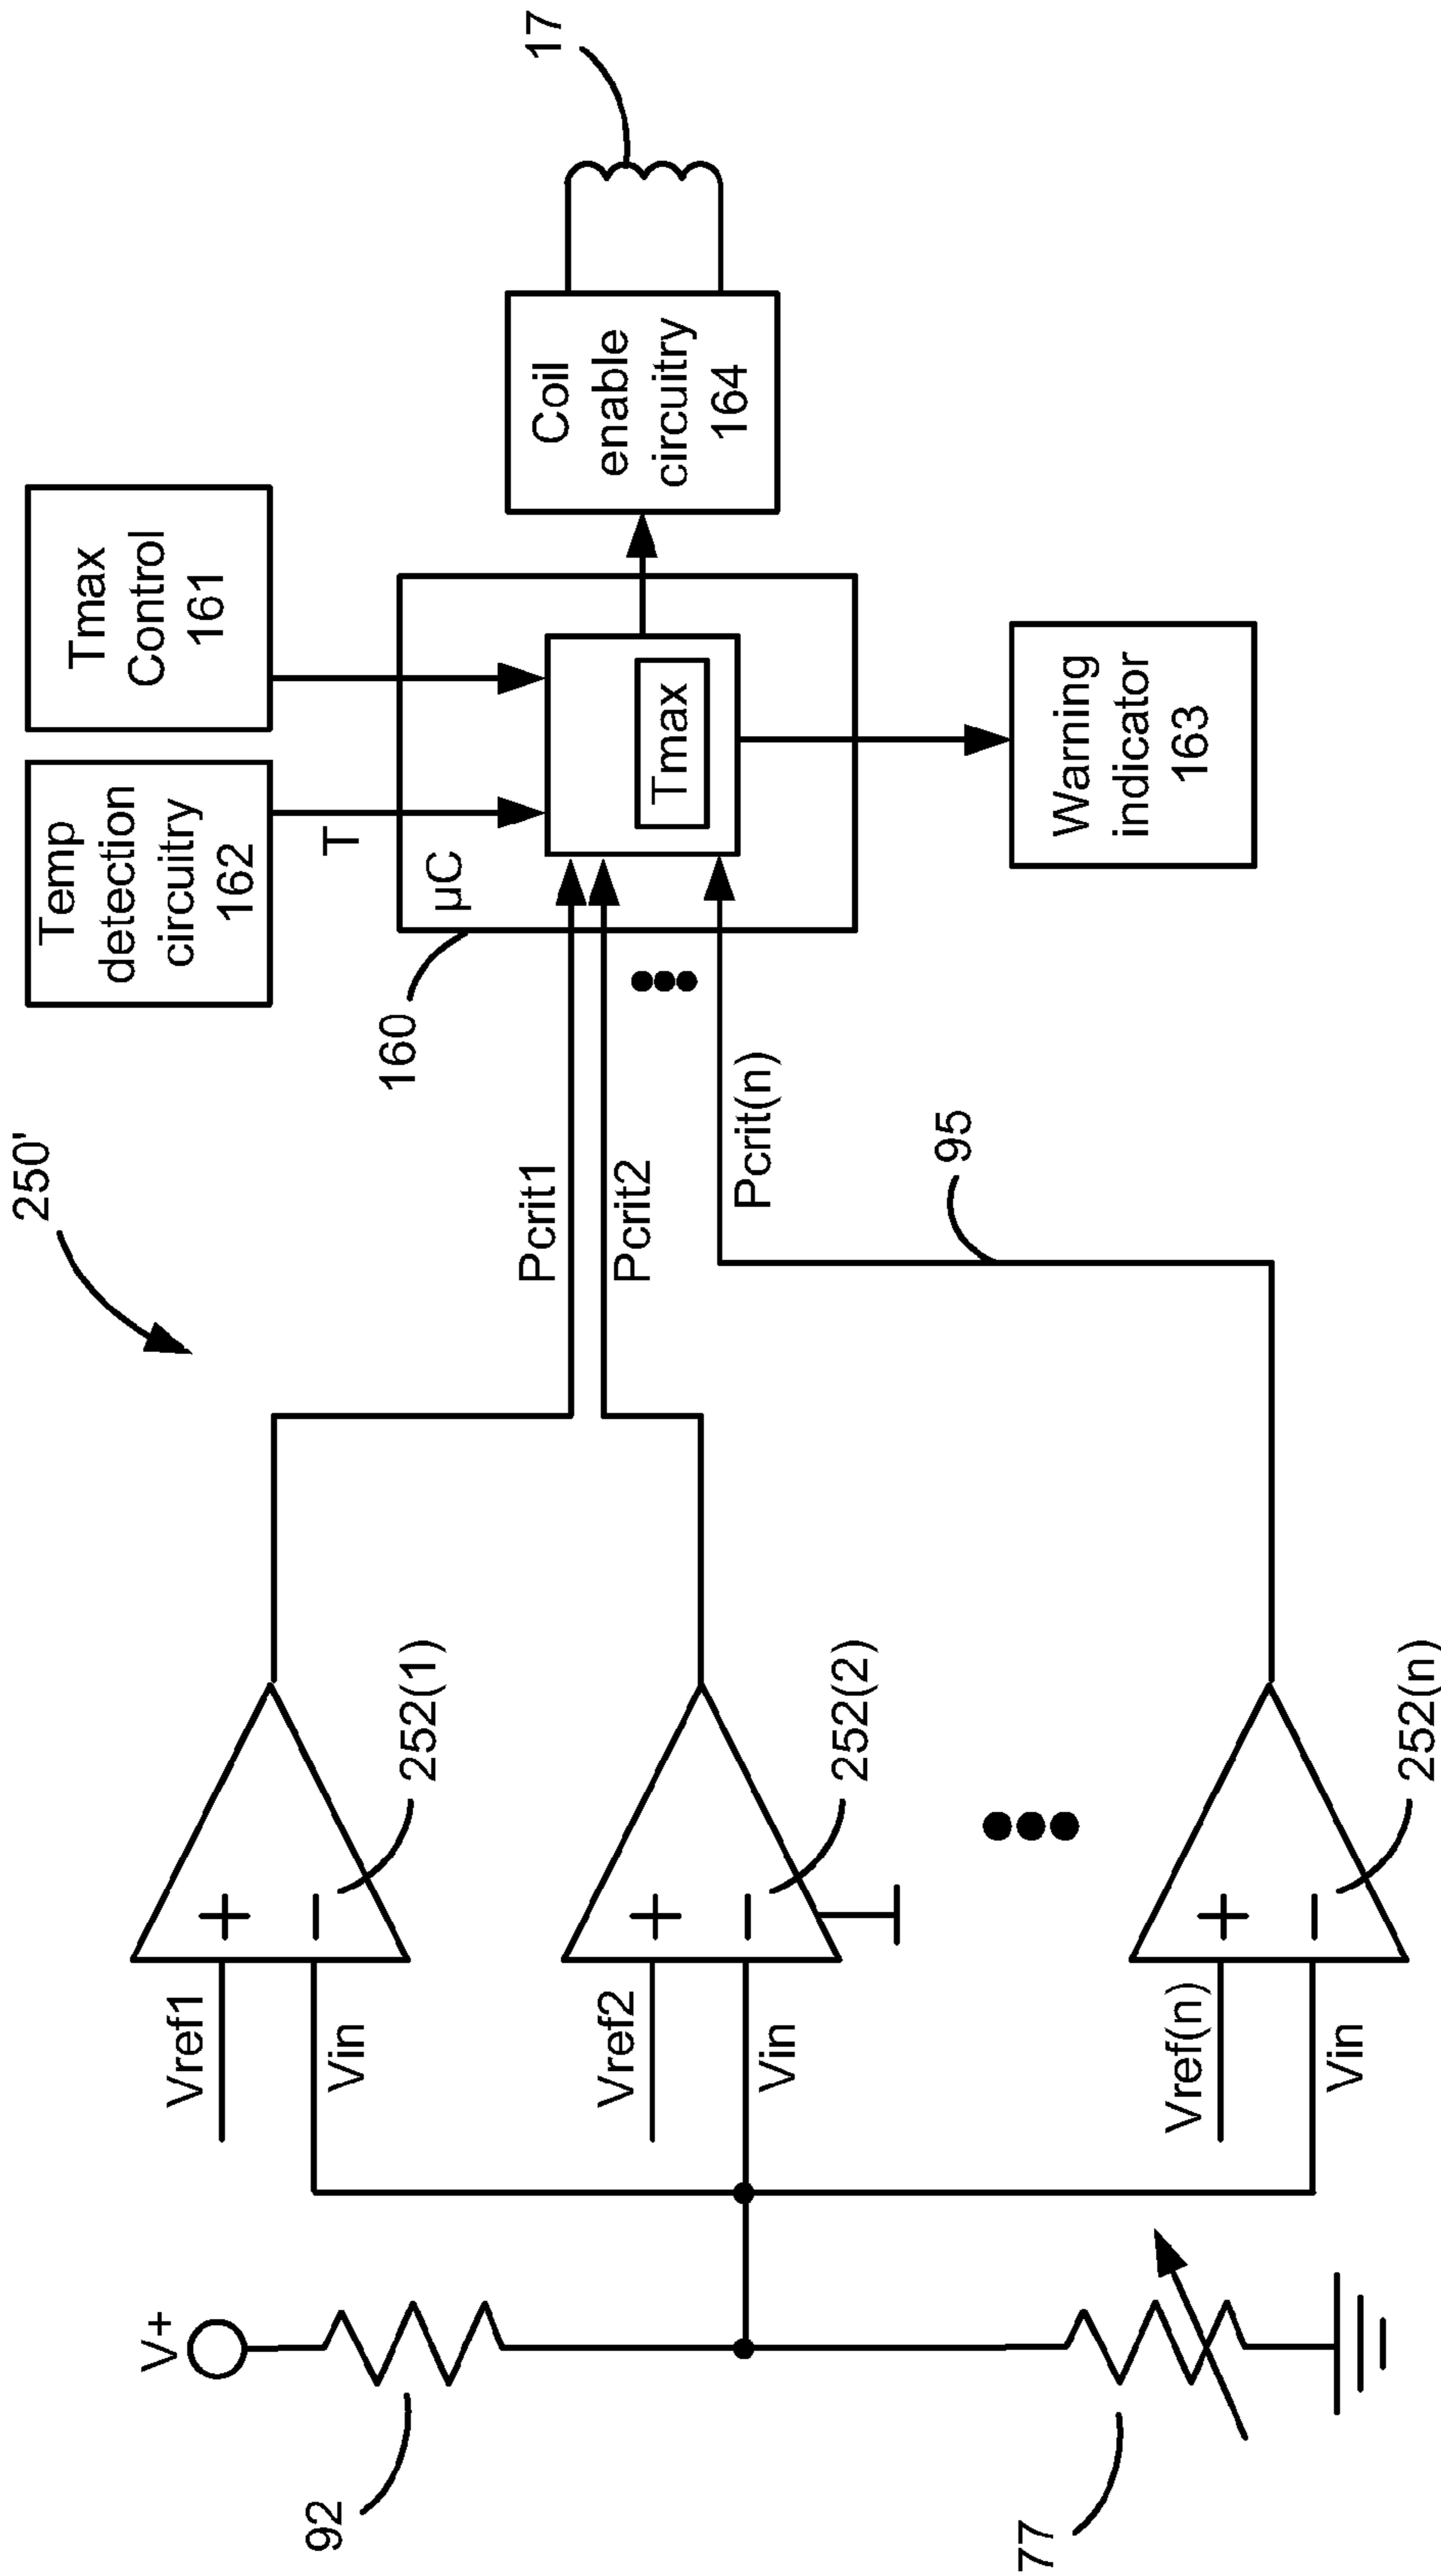 250'
Temp
detection
circuitry
162
Tmax
Control
161
T
µC
160
Tmax
Coil
enable
circuitry
164
17
Warning
indicator
163
Pcrit1
Pcrit2
Pcrit(n)
95
V+
92
77
Vref1
+
Vin
−
252(1)
Vref2
+
Vin
−
252(2)
Vref(n)
+
Vin
−
252(n)